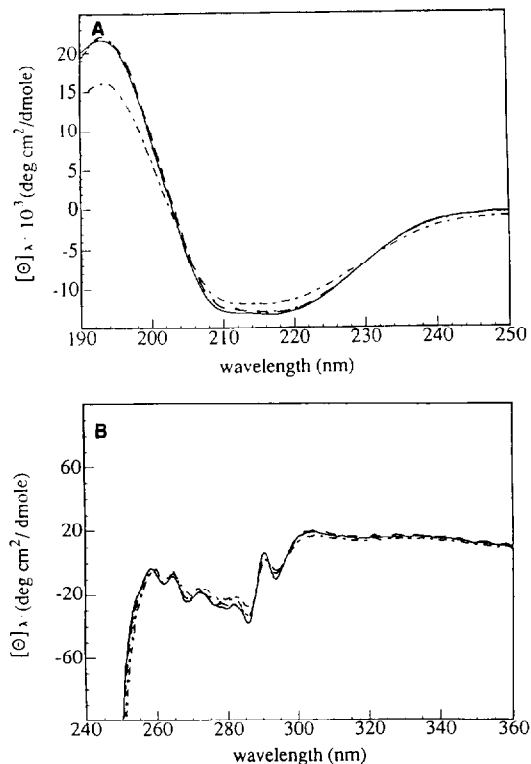 A
20
15
10
5
0
-5
-10
[Θ] λ · 10³ (deg cm²/dmole)
190 200 210 220 230 240 250
wavelength (nm)
B
60
20
-20
-60
[Θ] λ · (deg cm²/ dmole)
240 260 280 300 320 340 360
wavelength (nm)